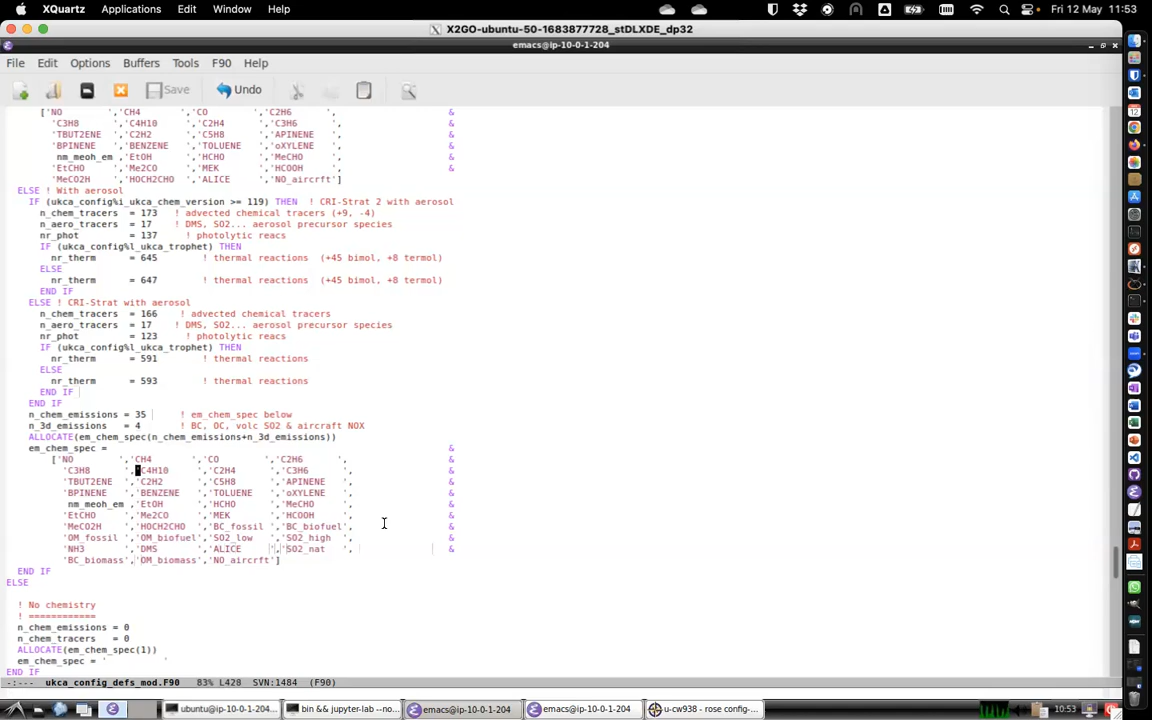 XQuartz Applications Edit Window Help Fri 12 May 11:53
X2GO-ubuntu-50-1683877728_stDLXDE_dp32
emacs@ip-10-0-1-204
File Edit Options Buffers Tools F90 Help
Save Undo
['NO        ','CH4       ','CO        ','C2H6      ', &
'C3H8      ','C4H10     ','C2H4      ','C3H6      ', &
'TBUT2ENE  ','C2H2      ','C5H8      ','APINENE   ', &
'BPINENE   ','BENZENE   ','TOLUENE   ','oXYLENE   ', &
nm_meoh_em ,'EtOH      ','HCHO      ','MeCHO     ', &
'EtCHO     ','Me2CO     ','MEK       ','HCOOH     ', &
'MeCO2H    ','HOCH2CHO  ','ALICE     ','NO_aircrft']
ELSE ! With aerosol
IF (ukca_config%i_ukca_chem_version >= 119) THEN  ! CRI-Strat 2 with aerosol
n_chem_tracers  = 173   ! advected chemical tracers (+9, -4)
n_aero_tracers  = 17    ! DMS, SO2... aerosol precursor species
nr_phot         = 137   ! photolytic reacs
IF (ukca_config%l_ukca_trophet) THEN
nr_therm      = 645        ! thermal reactions  (+45 bimol, +8 termol)
ELSE
nr_therm      = 647        ! thermal reactions  (+45 bimol, +8 termol)
END IF
ELSE ! CRI-Strat with aerosol
n_chem_tracers  = 166   ! advected chemical tracers
n_aero_tracers  = 17    ! DMS, SO2... aerosol precursor species
nr_phot         = 123   ! photolytic reacs
IF (ukca_config%l_ukca_trophet) THEN
nr_therm      = 591        ! thermal reactions
ELSE
nr_therm      = 593        ! thermal reactions
END IF
END IF
n_chem_emissions = 35      ! em_chem_spec below
n_3d_emissions = 4         ! BC, OC, volc SO2 & aircraft NOX
ALLOCATE(em_chem_spec(n_chem_emissions+n_3d_emissions))
em_chem_spec = &
['NO        ','CH4       ','CO        ','C2H6      ', &
'C3H8      ','C4H10     ','C2H4      ','C3H6      ', &
'TBUT2ENE  ','C2H2      ','C5H8      ','APINENE   ', &
'BPINENE   ','BENZENE   ','TOLUENE   ','oXYLENE   ', &
nm_meoh_em ,'EtOH      ','HCHO      ','MeCHO     ', &
'EtCHO     ','Me2CO     ','MEK       ','HCOOH     ', &
'MeCO2H    ','HOCH2CHO  ','BC_fossil ','BC_biofuel', &
'OM_fossil ','OM_biofuel','SO2_low   ','SO2_high  ', &
'NH3       ','DMS       ','ALICE     ','SO2_nat   ', &
'BC_biomass','OM_biomass','NO_aircrft']
END IF
ELSE
! No chemistry
! ============
n_chem_emissions = 0
n_chem_tracers   = 0
ALLOCATE(em_chem_spec(1))
em_chem_spec = '          '
END IF
-:--- ukca_config_defs_mod.F90 83% L428 SVN:1484 (F90)
ubuntu@ip-10-0-1-204:... bin && jupyter-lab --no... emacs@ip-10-0-1-204 emacs@ip-10-0-1-204 u-cw938 - rose config-... 10:53